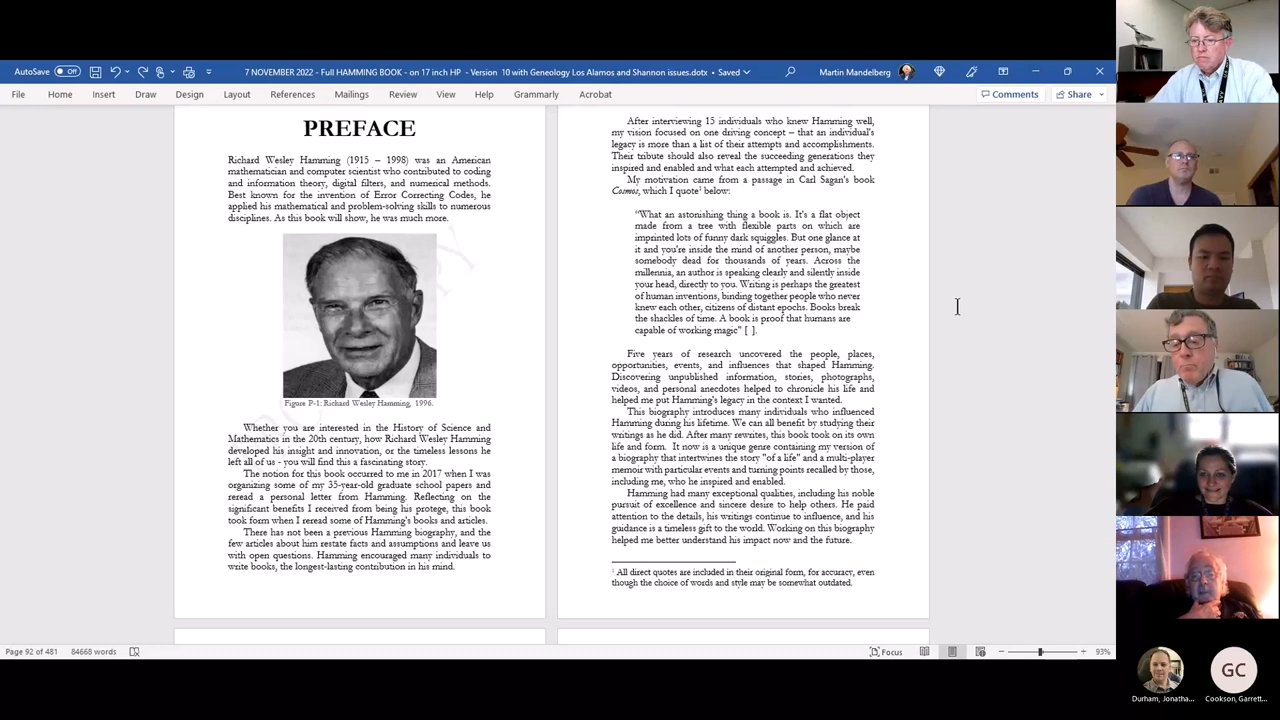 AutoSave Off 7 NOVEMBER 2022 - Full HAMMING BOOK - on 17 inch HP - Version 10 with Geneology Los Alamos and Shannon issues.dotx • Saved Martin Mandelberg
File Home Insert Draw Design Layout References Mailings Review View Help Grammarly Acrobat Comments Share
PREFACE
Richard Wesley Hamming (1915 – 1998) was an American
mathematician and computer scientist who contributed to coding
and information theory, digital filters, and numerical methods.
Best known for the invention of Error Correcting Codes, he
applied his mathematical and problem-solving skills to numerous
disciplines. As this book will show, he was much more.
Figure P-1: Richard Wesley Hamming, 1996.
Whether you are interested in the History of Science and
Mathematics in the 20th century, how Richard Wesley Hamming
developed his insight and innovation, or the timeless lessons he
left all of us - you will find this a fascinating story.
The notion for this book occurred to me in 2017 when I was
organizing some of my 35-year-old graduate school papers and
reread a personal letter from Hamming. Reflecting on the
significant benefits I received from being his protege, this book
took form when I reread some of Hamming's books and articles.
There has not been a previous Hamming biography, and the
few articles about him restate facts and assumptions and leave us
with open questions. Hamming encouraged many individuals to
write books, the longest-lasting contribution in his mind.
After interviewing 15 individuals who knew Hamming well,
my vision focused on one driving concept – that an individual's
legacy is more than a list of their attempts and accomplishments.
Their tribute should also reveal the succeeding generations they
inspired and enabled and what each attempted and achieved.
My motivation came from a passage in Carl Sagan's book
Cosmos, which I quote¹ below:
"What an astonishing thing a book is. It's a flat object
made from a tree with flexible parts on which are
imprinted lots of funny dark squiggles. But one glance at
it and you're inside the mind of another person, maybe
somebody dead for thousands of years. Across the
millennia, an author is speaking clearly and silently inside
your head, directly to you. Writing is perhaps the greatest
of human inventions, binding together people who never
knew each other, citizens of distant epochs. Books break
the shackles of time. A book is proof that humans are
capable of working magic" [ ].
Five years of research uncovered the people, places,
opportunities, events, and influences that shaped Hamming.
Discovering unpublished information, stories, photographs,
videos, and personal anecdotes helped to chronicle his life and
helped me put Hamming's legacy in the context I wanted.
This biography introduces many individuals who influenced
Hamming during his lifetime. We can all benefit by studying their
writings as he did. After many rewrites, this book took on its own
life and form. It now is a unique genre containing my version of
a biography that intertwines the story "of a life" and a multi-player
memoir with particular events and turning points recalled by those,
including me, who he inspired and enabled.
Hamming had many exceptional qualities, including his noble
pursuit of excellence and sincere desire to help others. He paid
attention to the details, his writings continue to influence, and his
guidance is a timeless gift to the world. Working on this biography
helped me better understand his impact now and the future.
¹ All direct quotes are included in their original form, for accuracy, even
though the choice of words and style may be somewhat outdated.
Page 92 of 481 84668 words Focus 93%
GC
Durham, Jonatha... Cookson, Garrett...